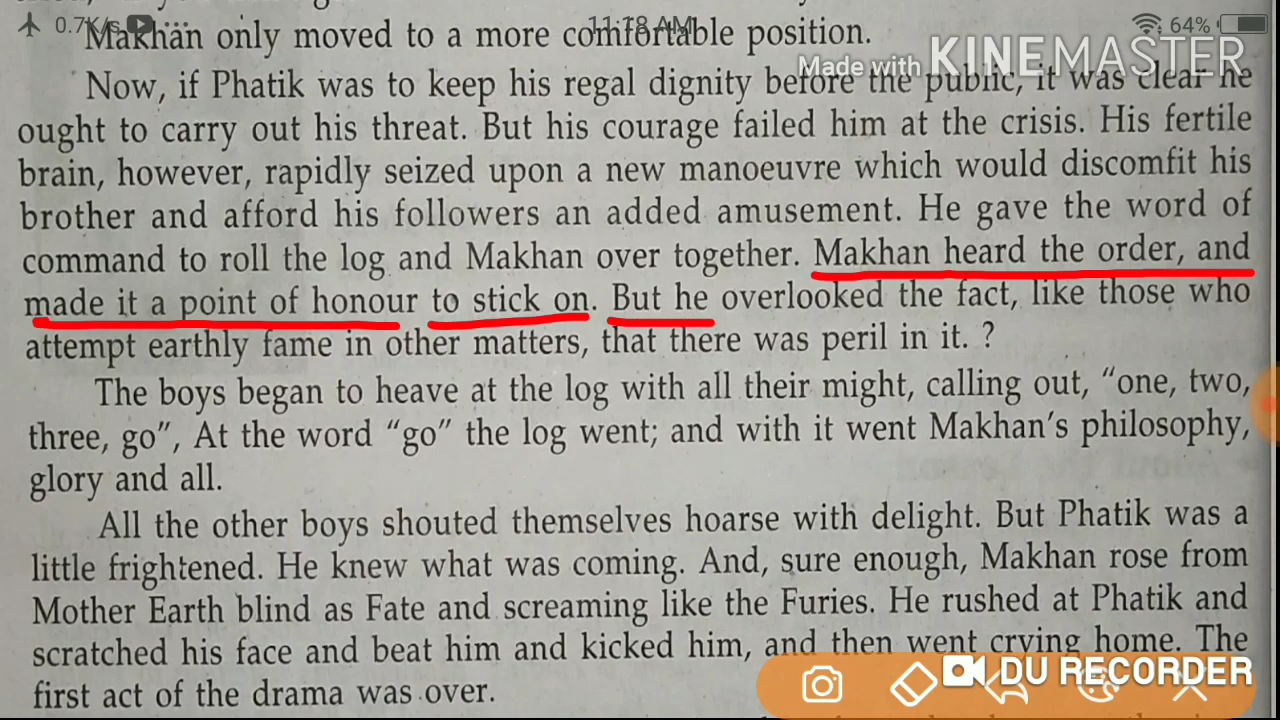 0.7K/s 11:18 AM 64%
Makhan only moved to a more comfortable position.
Made with KINEMASTER
Now, if Phatik was to keep his regal dignity before the public, it was clear he
ought to carry out his threat. But his courage failed him at the crisis. His fertile
brain, however, rapidly seized upon a new manoeuvre which would discomfit his
brother and afford his followers an added amusement. He gave the word of
command to roll the log and Makhan over together. Makhan heard the order, and
made it a point of honour to stick on. But he overlooked the fact, like those who
attempt earthly fame in other matters, that there was peril in it. ?
The boys began to heave at the log with all their might, calling out, “one, two,
three, go”, At the word “go” the log went; and with it went Makhan’s philosophy,
glory and all.
All the other boys shouted themselves hoarse with delight. But Phatik was a
little frightened. He knew what was coming. And, sure enough, Makhan rose from
Mother Earth blind as Fate and screaming like the Furies. He rushed at Phatik and
scratched his face and beat him and kicked him, and then went crying home. The
first act of the drama was over.
DU RECORDER